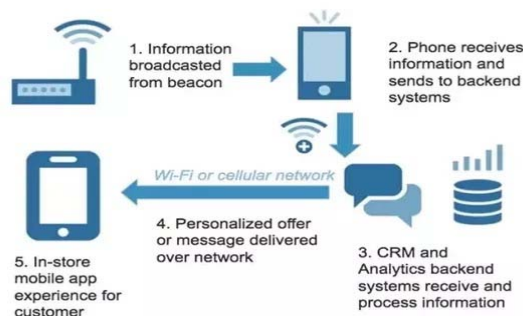 1. Information
broadcasted
from beacon
2. Phone receives
information and
sends to backend
systems
Wi-Fi or cellular network
4. Personalized offer
or message delivered
over network
3. CRM and
Analytics backend
systems receive and
process information
5. In-store
mobile app
experience for
customer